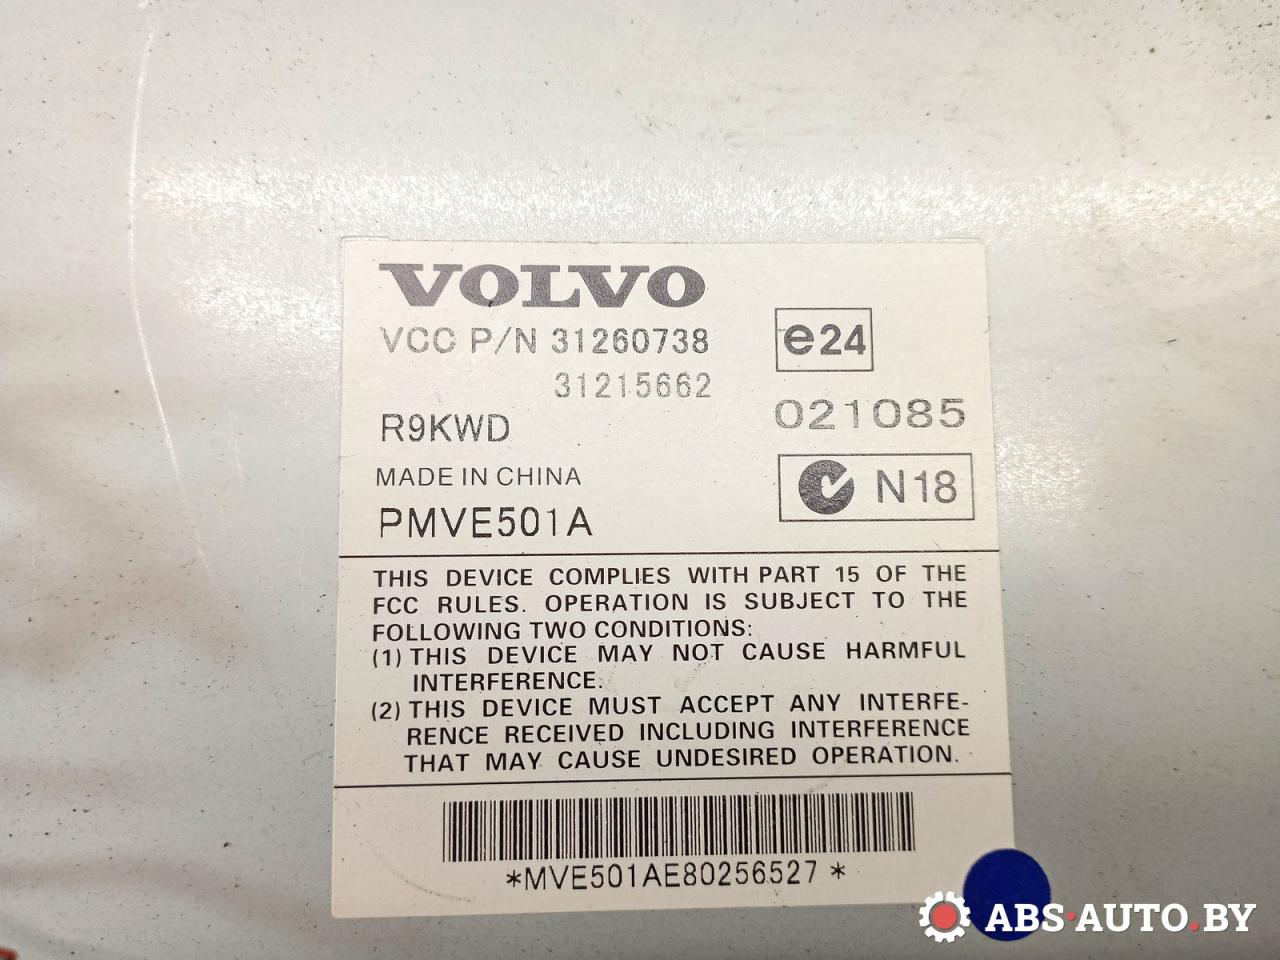 VOLVO
VCC P/N 31260738
31215662
e24
021085
R9KWD
MADE IN CHINA
N18
PMVE501A
THIS DEVICE COMPLIES WITH PART 15 OF THE
FCC RULES. OPERATION IS SUBJECT TO THE
FOLLOWING TWO CONDITIONS:
(1) THIS DEVICE MAY NOT CAUSE HARMFUL
INTERFERENCE.
(2) THIS DEVICE MUST ACCEPT ANY INTERFE-
RENCE RECEIVED INCLUDING INTERFERENCE
THAT MAY CAUSE UNDESIRED OPERATION.
*MVE501AE80256527*
ABS·AUTO.BY